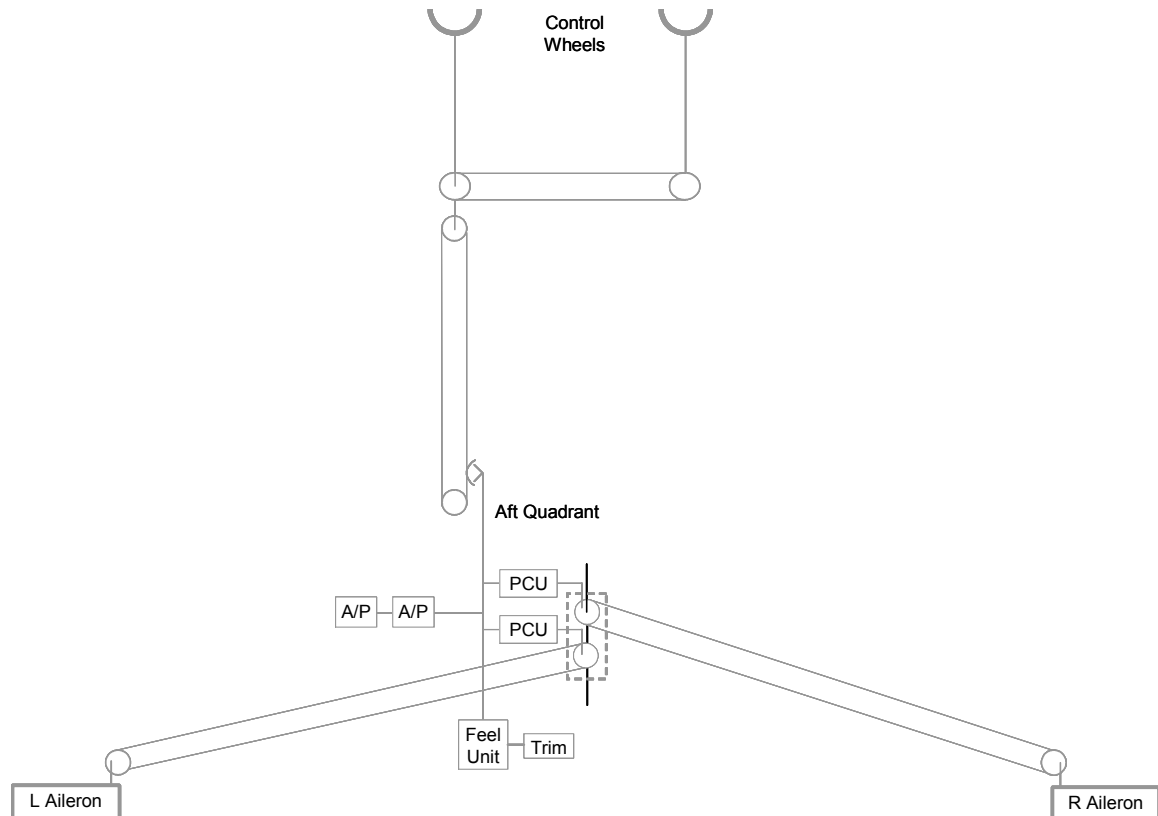 Control
Wheels
Aft Quadrant
PCU
A/P
A/P
PCU
Feel
Unit
Trim
L Aileron
R Aileron